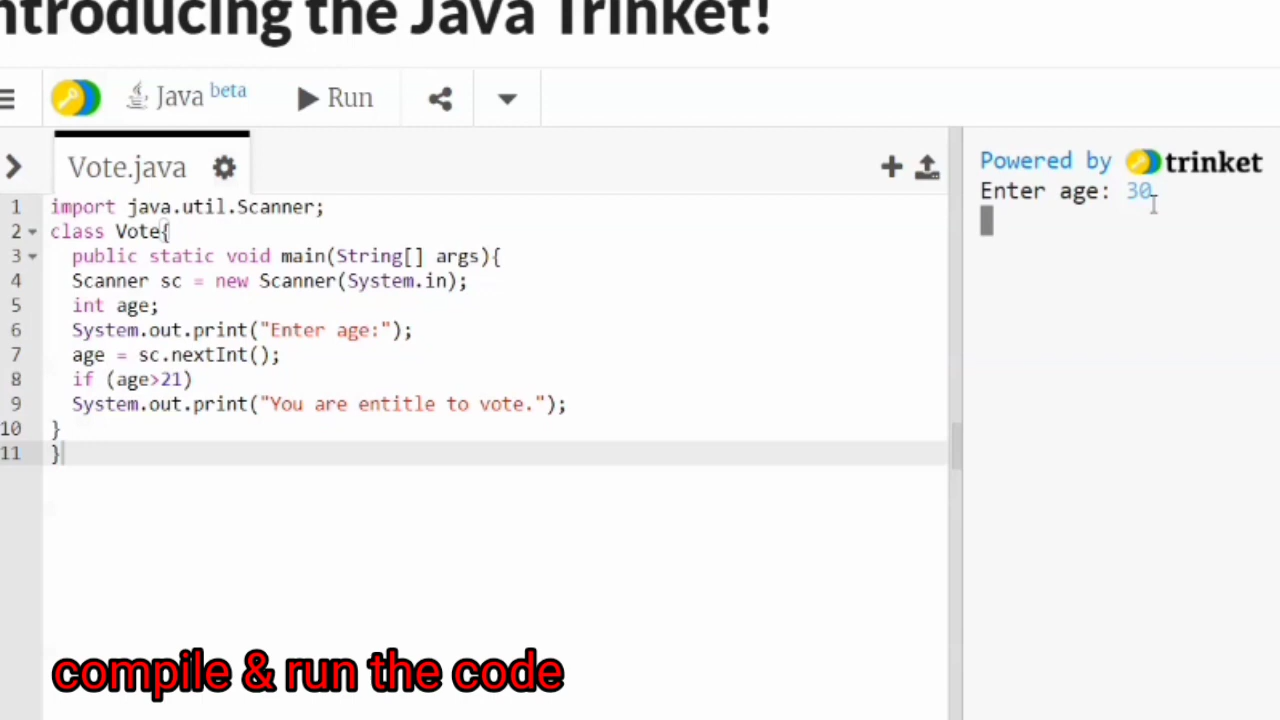 ntroducing the Java Trinket!
Java beta
Run
Vote.java
Powered by trinket
Enter age: 30
1 import java.util.Scanner;
2 class Vote{
3 public static void main(String[] args){
4 Scanner sc = new Scanner(System.in);
5 int age;
6 System.out.print("Enter age:");
7 age = sc.nextInt();
8 if (age>21)
9 System.out.print("You are entitle to vote.");
10 }
11 }
compile & run the code